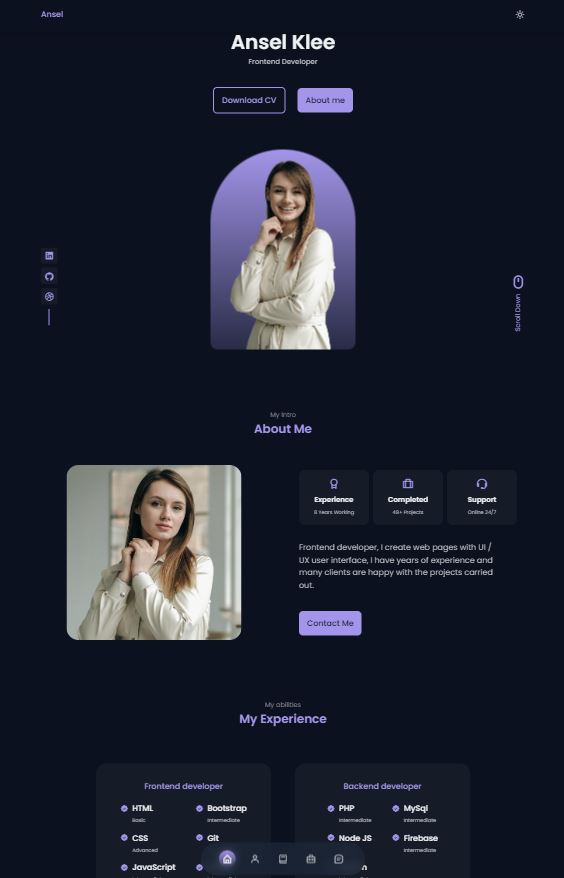 Ansel
Ansel Klee
Frontend Developer
Download CV
About me
Scroll Down
My Intro
About Me
Experience
8 Years Working
Completed
48+ Projects
Support
Online 24/7
Frontend developer, I create web pages with UI /
UX user interface, I have years of experience and
many clients are happy with the projects carried
out.
Contact Me
My abilities
My Experience
Frontend developer
HTML
Basic
Bootstrap
Intermediate
CSS
Advanced
Git
JavaScript
Backend developer
PHP
Intermediate
MySql
Intermediate
Node JS
Firebase
Intermediate